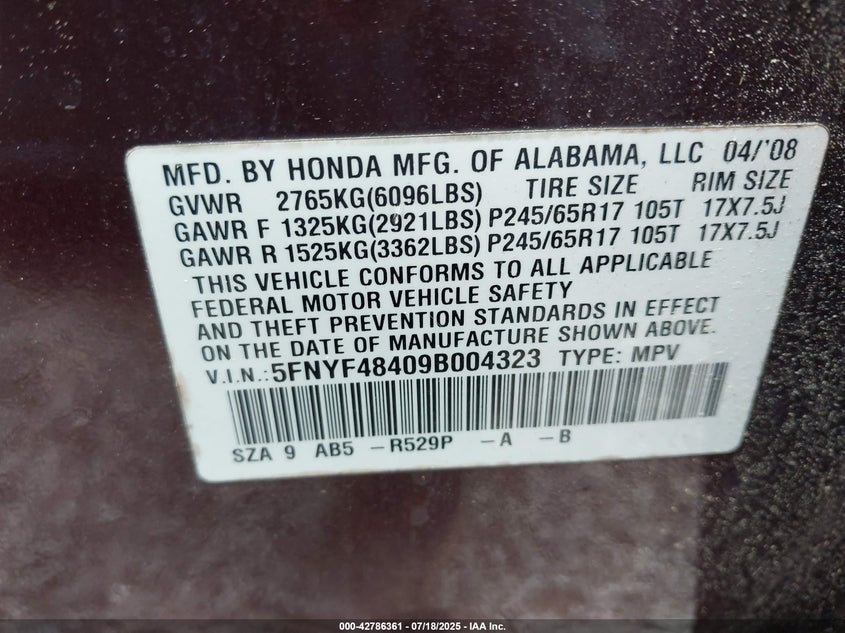 MFD. BY HONDA MFG. OF ALABAMA, LLC 04/'08
GVWR 2765KG(6096LBS) TIRE SIZE RIM SIZE
GAWR F 1325KG(2921LBS) P245/65R17 105T 17X7.5J
GAWR R 1525KG(3362LBS) P245/65R17 105T 17X7.5J
THIS VEHICLE CONFORMS TO ALL APPLICABLE
FEDERAL MOTOR VEHICLE SAFETY
AND THEFT PREVENTION STANDARDS IN EFFECT
ON THE DATE OF MANUFACTURE SHOWN ABOVE.
V.I.N.:5FNYF48409B004323 TYPE: MPV
SZA 9 AB5 -R529P -A -B
000-42786361 | 07/18/2025 - IAA Inc.